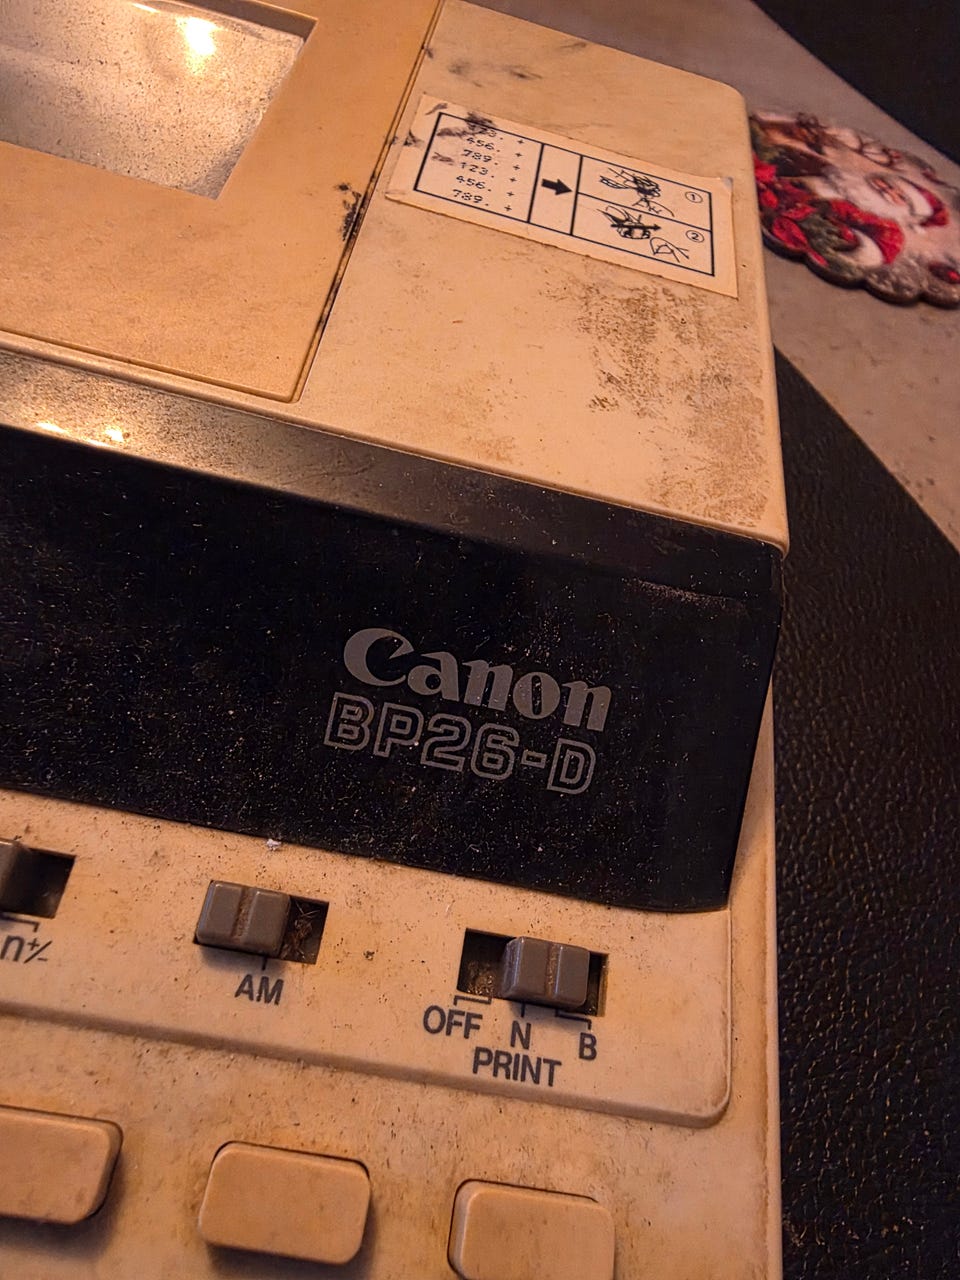 123. +
456. +
789. +
123. +
456. +
789. +
①
②
Canon
BP26-D
n+/-
AM
OFF N B
PRINT